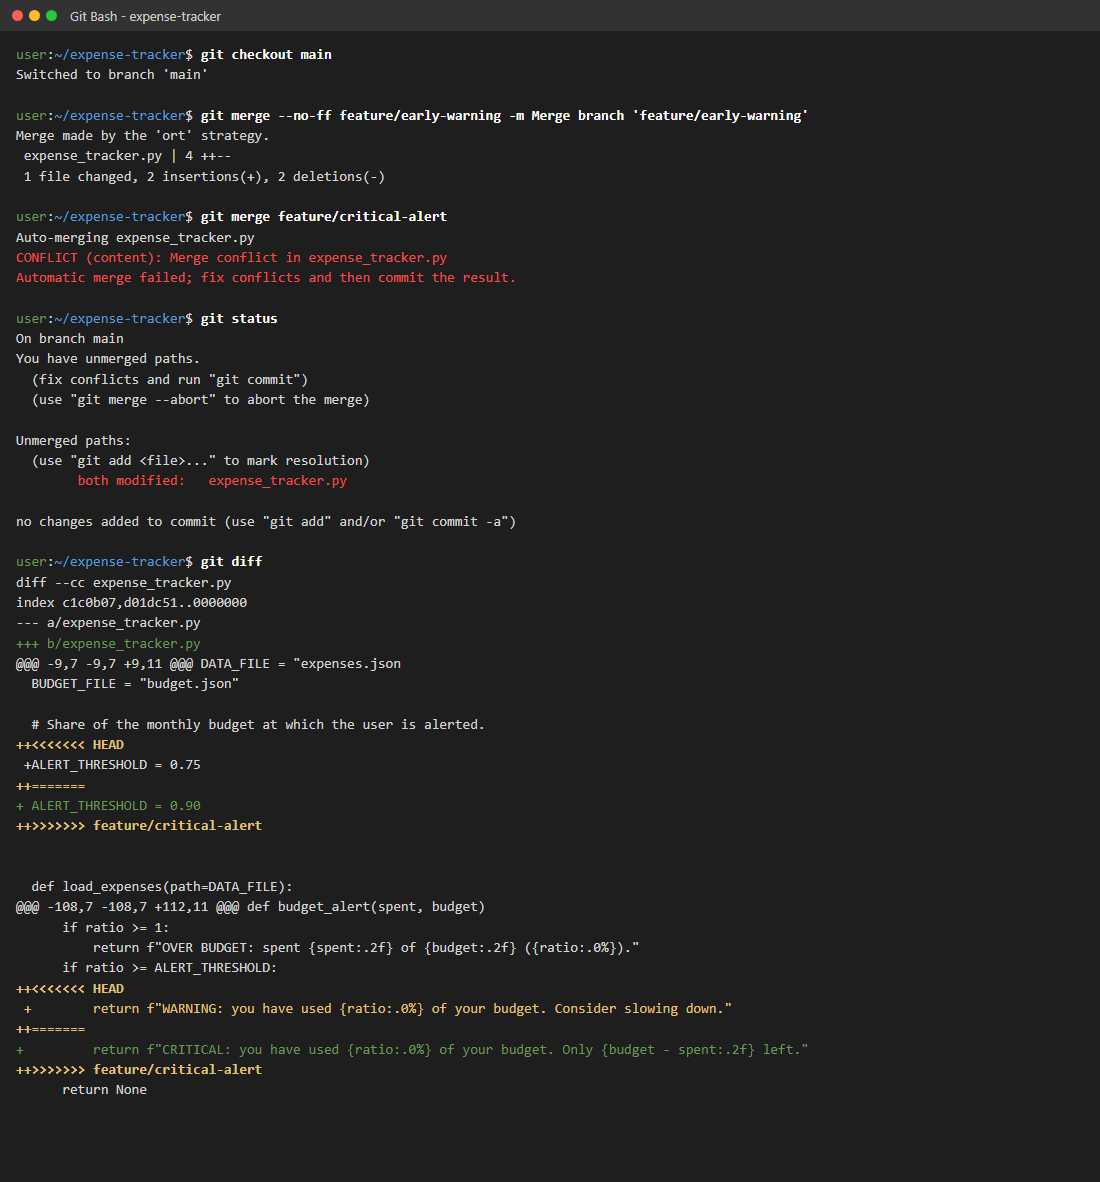 Git Bash - expense-tracker
user:~/expense-tracker$ git checkout main
Switched to branch 'main'
user:~/expense-tracker$ git merge --no-ff feature/early-warning -m Merge branch 'feature/early-warning'
Merge made by the 'ort' strategy.
 expense_tracker.py | 4 ++--
 1 file changed, 2 insertions(+), 2 deletions(-)
user:~/expense-tracker$ git merge feature/critical-alert
Auto-merging expense_tracker.py
CONFLICT (content): Merge conflict in expense_tracker.py
Automatic merge failed; fix conflicts and then commit the result.
user:~/expense-tracker$ git status
On branch main
You have unmerged paths.
  (fix conflicts and run "git commit")
  (use "git merge --abort" to abort the merge)
Unmerged paths:
  (use "git add <file>..." to mark resolution)
        both modified:   expense_tracker.py
no changes added to commit (use "git add" and/or "git commit -a")
user:~/expense-tracker$ git diff
diff --cc expense_tracker.py
index c1c0b07,d01dc51..0000000
--- a/expense_tracker.py
+++ b/expense_tracker.py
@@@ -9,7 -9,7 +9,11 @@@ DATA_FILE = "expenses.json
  BUDGET_FILE = "budget.json"
  # Share of the monthly budget at which the user is alerted.
++<<<<<<< HEAD
 +ALERT_THRESHOLD = 0.75
++=======
+ ALERT_THRESHOLD = 0.90
++>>>>>>> feature/critical-alert
  def load_expenses(path=DATA_FILE):
@@@ -108,7 -108,7 +112,11 @@@ def budget_alert(spent, budget)
      if ratio >= 1:
          return f"OVER BUDGET: spent {spent:.2f} of {budget:.2f} ({ratio:.0%})."
      if ratio >= ALERT_THRESHOLD:
++<<<<<<< HEAD
 +        return f"WARNING: you have used {ratio:.0%} of your budget. Consider slowing down."
++=======
+         return f"CRITICAL: you have used {ratio:.0%} of your budget. Only {budget - spent:.2f} left."
++>>>>>>> feature/critical-alert
      return None